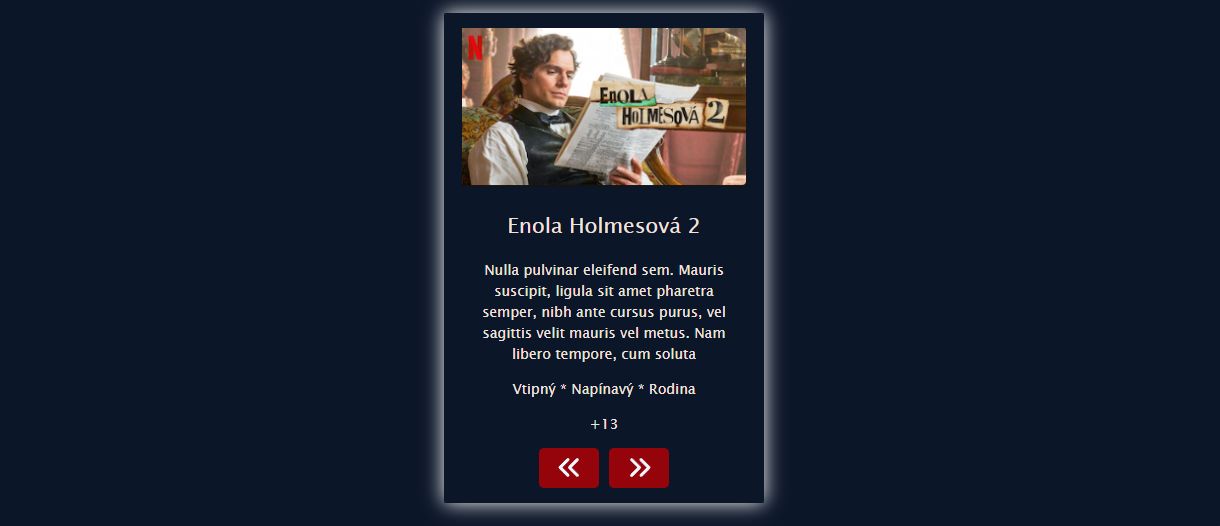 N
ENOLA
HOLMESOVÁ 2
Enola Holmesová 2
Nulla pulvinar eleifend sem. Mauris
suscipit, ligula sit amet pharetra
semper, nibh ante cursus purus, vel
sagittis velit mauris vel metus. Nam
libero tempore, cum soluta
Vtipný * Napínavý * Rodina
+13